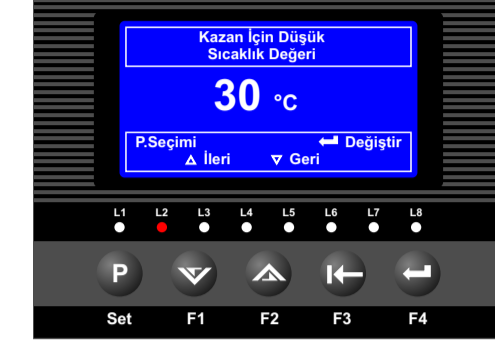 Kazan İçin Düşük
Sıcaklık Değeri
30 °C
P.Seçimi Değiştir
İleri Geri
L1 L2 L3 L4 L5 L6 L7 L8
P
Set F1 F2 F3 F4